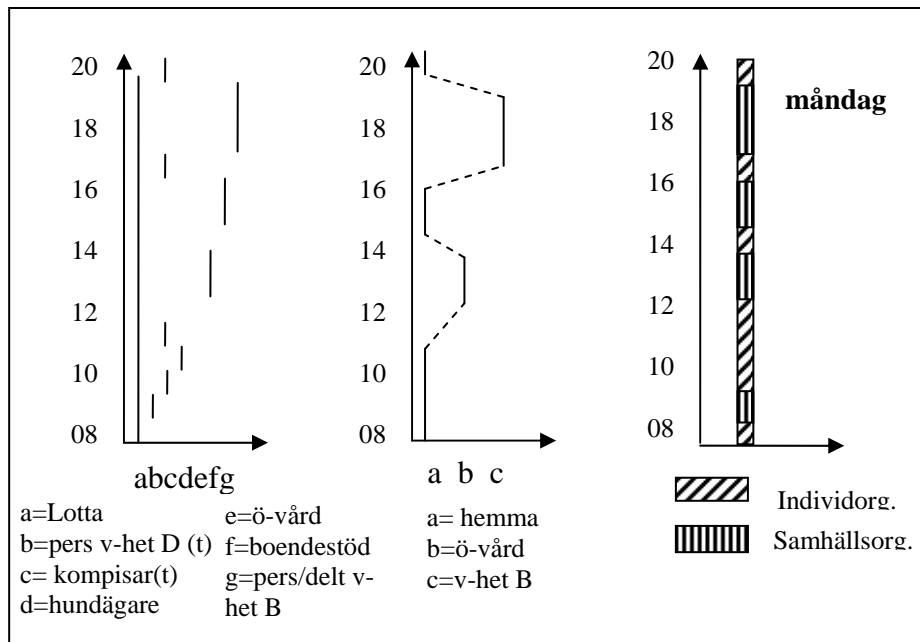 20
18
16
14
12
10
08
abcdefg
a=Lotta
b=pers v-het D (t)
c= kompisar(t)
d=hundägare
e=ö-vård
f=boendestöd
g=pers/delt v-
het B
20
18
16
14
12
10
08
a b c
a= hemma
b=ö-vård
c=v-het B
måndag
20
18
16
14
12
10
08
Individorg.
Samhällsorg.